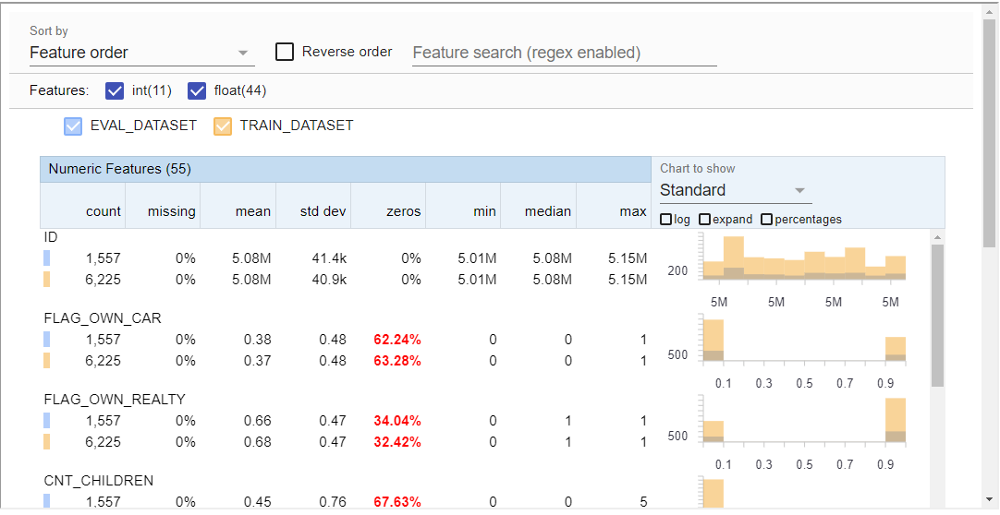 Sort by
Feature order
Reverse order
Feature search (regex enabled)
Features: int(11) float(44)
EVAL_DATASET TRAIN_DATASET
Numeric Features (55)
Chart to show
Standard
count missing mean std dev zeros min median max
log expand percentages
ID
1,557 0% 5.08M 41.4k 0% 5.01M 5.08M 5.15M
6,225 0% 5.08M 40.9k 0% 5.01M 5.08M 5.15M
200
5M 5M 5M 5M
FLAG_OWN_CAR
1,557 0% 0.38 0.48 62.24% 0 0 1
6,225 0% 0.37 0.48 63.28% 0 0 1
500
0.1 0.3 0.5 0.7 0.9
FLAG_OWN_REALTY
1,557 0% 0.66 0.47 34.04% 0 1 1
6,225 0% 0.68 0.47 32.42% 0 1 1
500
0.1 0.3 0.5 0.7 0.9
CNT_CHILDREN
1,557 0% 0.45 0.76 67.63% 0 0 5